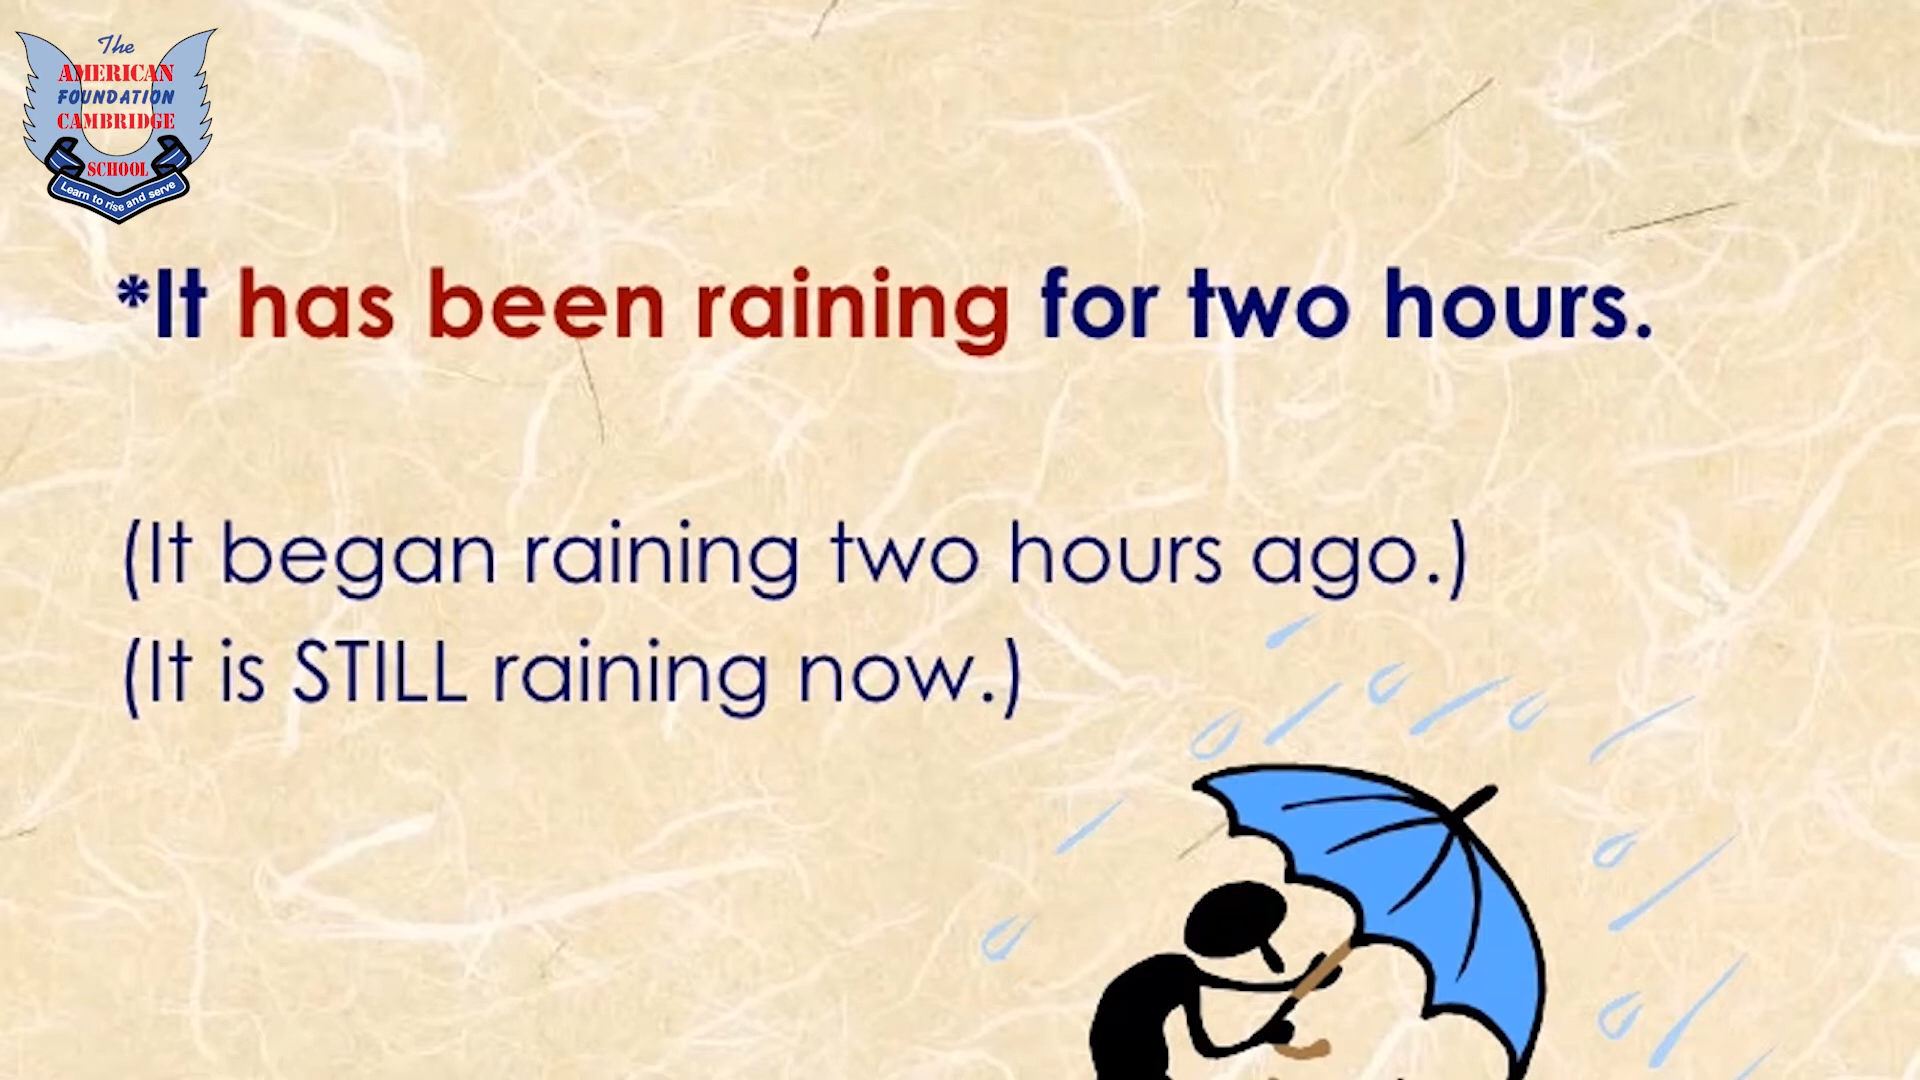 The
AMERICAN
FOUNDATION
CAMBRIDGE
SCHOOL
Learn to rise and serve
*It has been raining for two hours.
(It began raining two hours ago.)
(It is STILL raining now.)